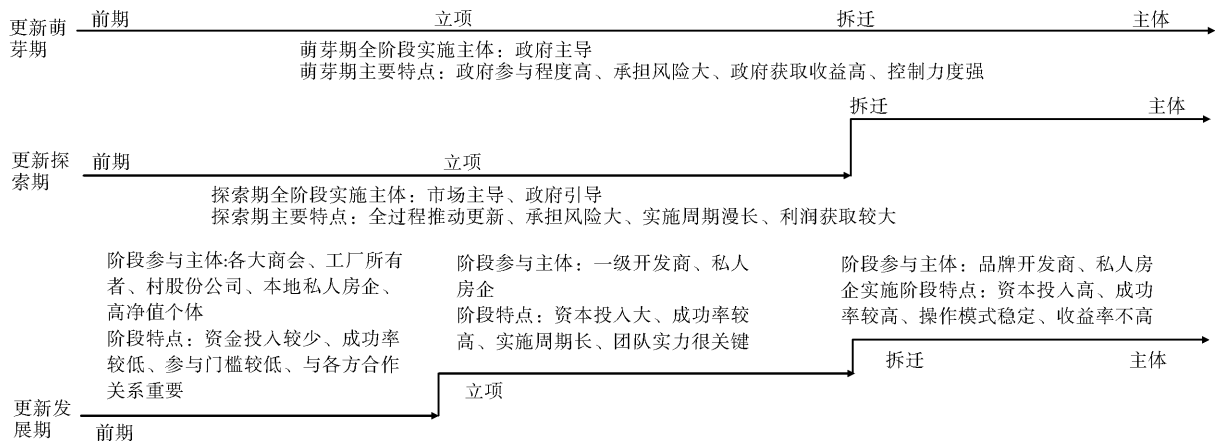 更新萌
芽期
前期
立项
拆迁
主体
萌芽期全阶段实施主体：政府主导
萌芽期主要特点：政府参与程度高、承担风险大、政府获取收益高、控制力度强
拆迁
主体
更新探
索期
前期
立项
探索期全阶段实施主体：市场主导、政府引导
探索期主要特点：全过程推动更新、承担风险大、实施周期漫长、利润获取较大
阶段参与主体:各大商会、工厂所有
者、村股份公司、本地私人房企、
高净值个体
阶段特点：资金投入较少、成功率
较低、参与门槛较低、与各方合作
关系重要
阶段参与主体：一级开发商、私人
房企
阶段特点：资本投入大、成功率较
高、实施周期长、团队实力很关键
阶段参与主体：品牌开发商、私人房
企实施阶段特点：资本投入高、成功
率较高、操作模式稳定、收益率不高
拆迁
主体
立项
更新发
展期
前期